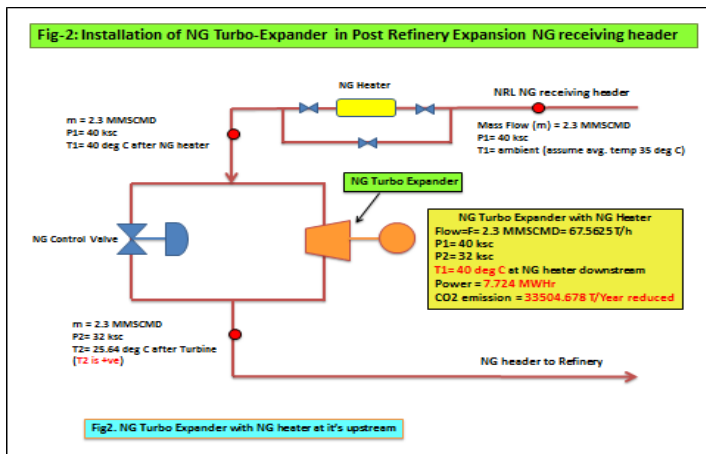 Fig-2: Installation of NG Turbo-Expander in Post Refinery Expansion NG receiving header
NG Heater
NRL NG receiving header
m = 2.3 MMSCMD
P1= 40 ksc
T1= 40 deg C after NG heater
Mass Flow (m) = 2.3 MMSCMD
P1= 40 ksc
T1= ambient (assume avg. temp 35 deg C)
NG Turbo Expander
NG Control Valve
NG Turbo Expander with NG Heater
Flow=F= 2.3 MMSCMD= 67.5625 T/h
P1= 40 ksc
P2= 32 ksc
T1= 40 deg C at NG heater downstream
Power = 7.724 MWHr
CO2 emission = 33504.678 T/Year reduced
m = 2.3 MMSCMD
P2= 32 ksc
T2= 25.64 deg C after Turbine
(T2 is +ve)
NG header to Refinery
Fig2. NG Turbo Expander with NG heater at it's upstream